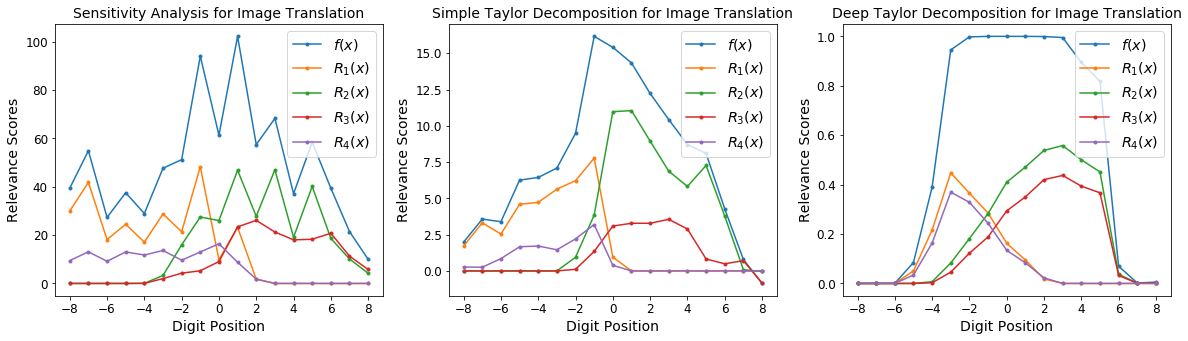 Sensitivity Analysis for Image Translation
100
80
60
40
20
0
Relevance Scores
−8 −6 −4 −2 0 2 4 6 8
Digit Position
f(x)
R₁(x)
R₂(x)
R₃(x)
R₄(x)
Simple Taylor Decomposition for Image Translation
15.0
12.5
10.0
7.5
5.0
2.5
0.0
Relevance Scores
−8 −6 −4 −2 0 2 4 6 8
Digit Position
f(x)
R₁(x)
R₂(x)
R₃(x)
R₄(x)
Deep Taylor Decomposition for Image Translation
1.0
0.8
0.6
0.4
0.2
0.0
Relevance Scores
−8 −6 −4 −2 0 2 4 6 8
Digit Position
f(x)
R₁(x)
R₂(x)
R₃(x)
R₄(x)